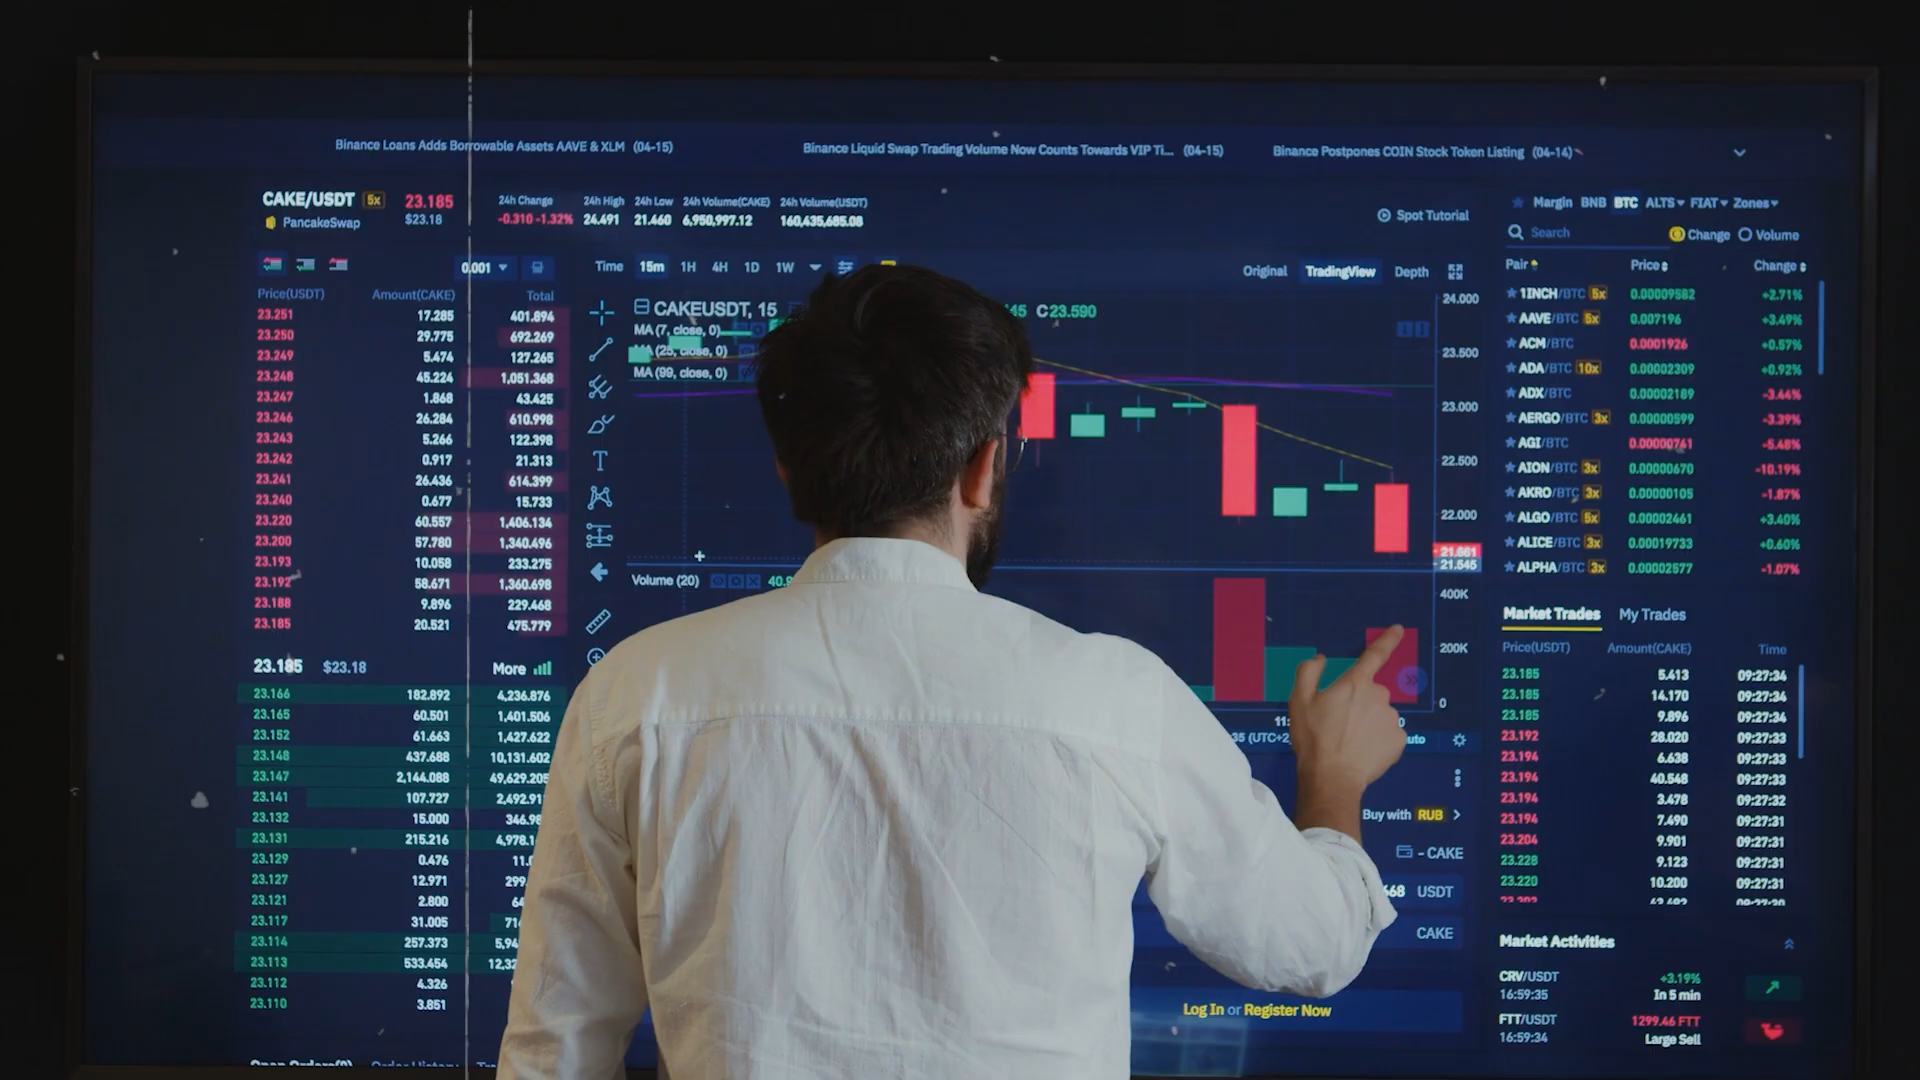 Binance Loans Adds Borrowable Assets AAVE & XLM (04-15)
Binance Liquid Swap Trading Volume Now Counts Towards VIP Ti... (04-15)
Binance Postpones COIN Stock Token Listing (04-14)
CAKE/USDT 5x 23.185
PancakeSwap $23.18
24h Change 24h High 24h Low 24h Volume(CAKE) 24h Volume(USDT)
-0.310 -1.32% 24.491 21.460 6,950,997.12 160,435,685.08
Spot Tutorial
0.001
Price(USDT) Amount(CAKE) Total
23.251 17.285 401.894
23.250 29.775 692.269
23.249 5.474 127.265
23.248 45.224 1,051.368
23.247 1.868 43.425
23.246 26.284 610.998
23.243 5.266 122.398
23.242 0.917 21.313
23.241 26.436 614.399
23.240 0.677 15.733
23.220 60.557 1,406.134
23.200 57.780 1,340.496
23.193 10.058 233.275
23.192 58.671 1,360.698
23.188 9.896 229.468
23.185 20.521 475.779
23.185 $23.18 More
23.166 182.892 4,236.876
23.165 60.501 1,401.506
23.152 61.663 1,427.622
23.148 437.688 10,131.602
23.147 2,144.088 49,629.205
23.141 107.727 2,492.91
23.132 15.000 346.98
23.131 215.216 4,978.1
23.129 0.476 11.0
23.127 12.971 299.
23.121 2.800 64
23.117 31.005 71
23.114 257.373 5,94
23.113 533.454 12,32
23.112 4.326
23.110 3.851
Open Orders(0) Order History
Time 15m 1H 4H 1D 1W
Original TradingView Depth
CAKEUSDT, 15 45 C23.590
MA (7, close, 0)
MA (25, close, 0)
MA (99, close, 0)
24.000
23.500
23.000
22.500
22.000
21.661
21.545
Volume (20) 40.9
400K
200K
0
11:
35 (UTC+2 auto
Buy with RUB
- CAKE
668 USDT
CAKE
Log In or Register Now
Margin BNB BTC ALTS FIAT Zones
Search Change Volume
Pair Price Change
1INCH/BTC 5x 0.00009582 +2.71%
AAVE/BTC 5x 0.007196 +3.49%
ACM/BTC 0.0001926 +0.57%
ADA/BTC 10x 0.00002309 +0.92%
ADX/BTC 0.00002189 -3.44%
AERGO/BTC 3x 0.00000599 -3.39%
AGI/BTC 0.00000741 -5.48%
AION/BTC 3x 0.00000670 -10.19%
AKRO/BTC 3x 0.00000105 -1.87%
ALGO/BTC 5x 0.00002461 +3.40%
ALICE/BTC 3x 0.00019733 +0.60%
ALPHA/BTC 3x 0.00002577 -1.07%
Market Trades My Trades
Price(USDT) Amount(CAKE) Time
23.185 5.413 09:27:34
23.185 14.170 09:27:34
23.185 9.896 09:27:34
23.192 28.020 09:27:33
23.194 6.638 09:27:33
23.194 40.548 09:27:33
23.194 3.478 09:27:32
23.194 7.490 09:27:31
23.204 9.901 09:27:31
23.228 9.123 09:27:31
23.220 10.200 09:27:31
Market Activities
CRV/USDT +3.19%
16:59:35 In 5 min
FTT/USDT 1299.46 FTT
16:59:34 Large Sell